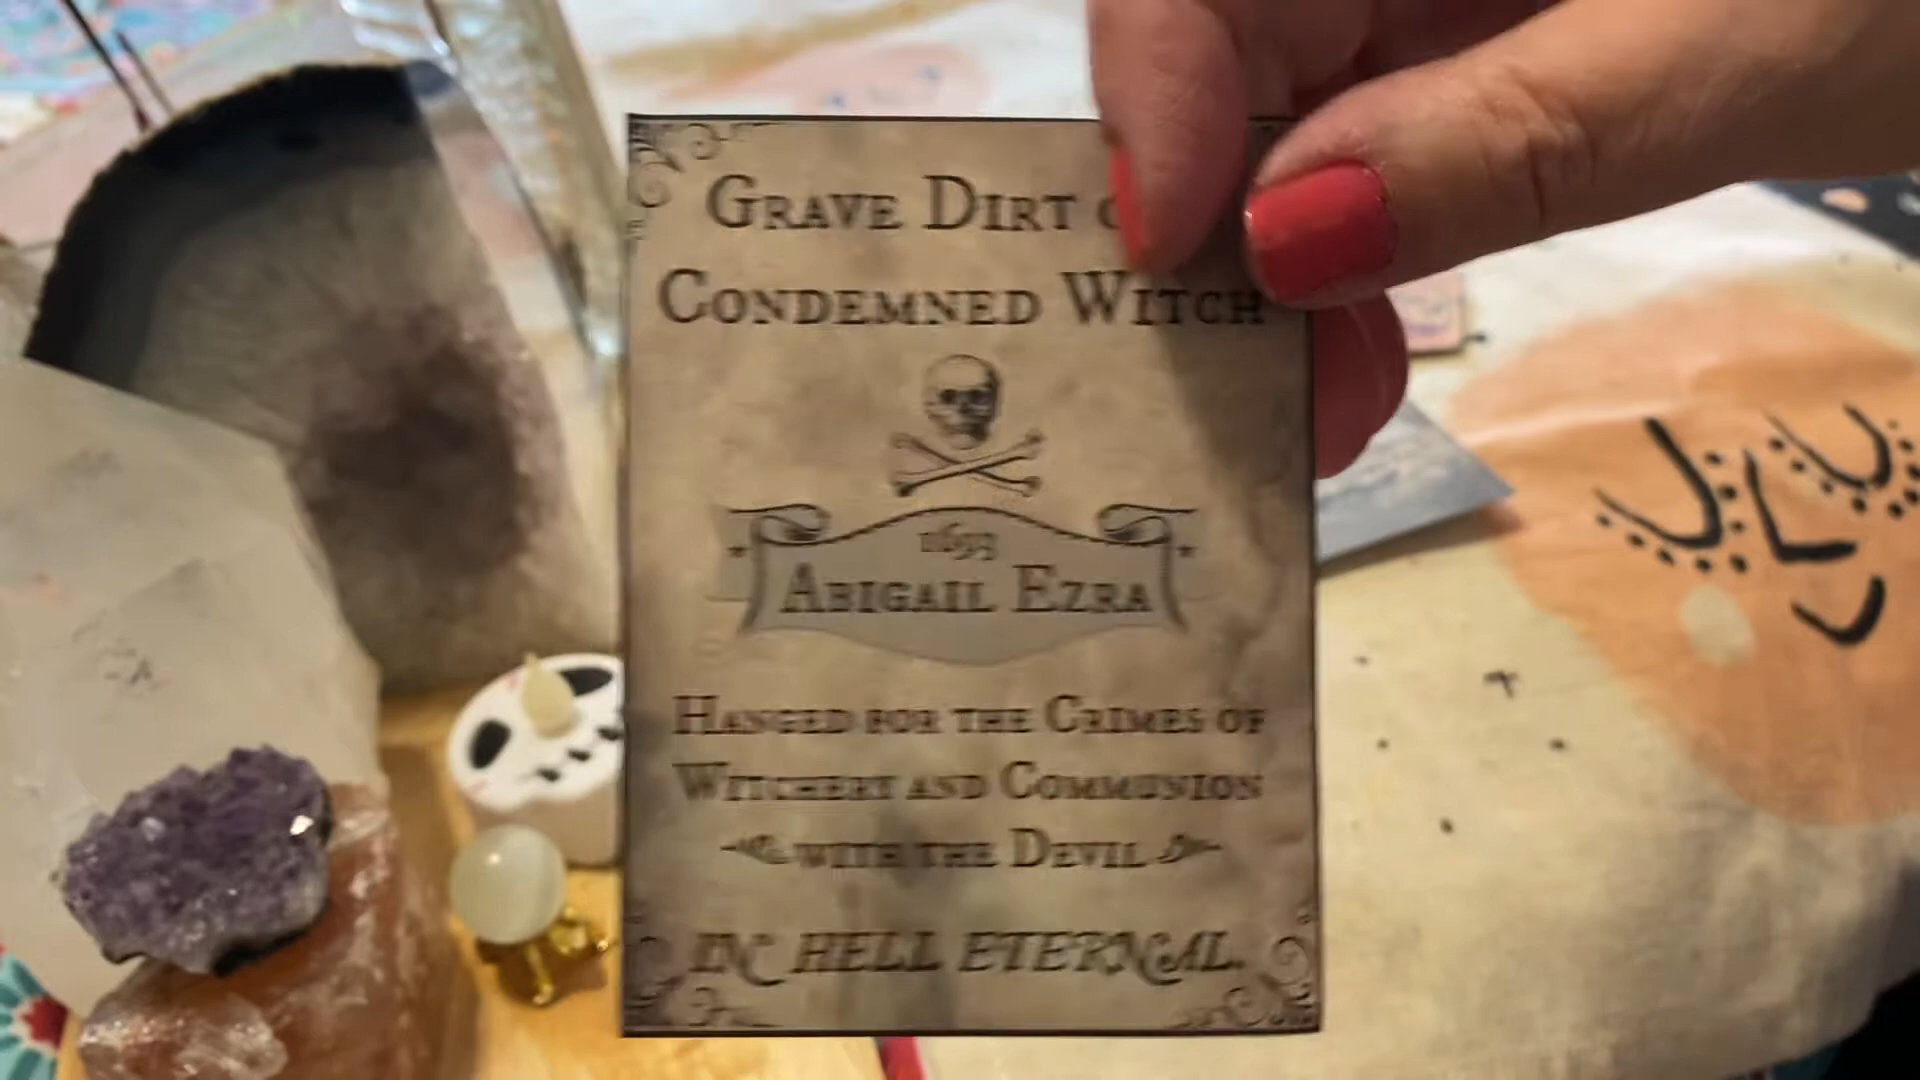 Grave Dirt
Condemned Witch
1693
Abigail Ezra
Hanged for the Crimes of
Witchery and Communion
with the Devil
IN HELL ETERNAL.